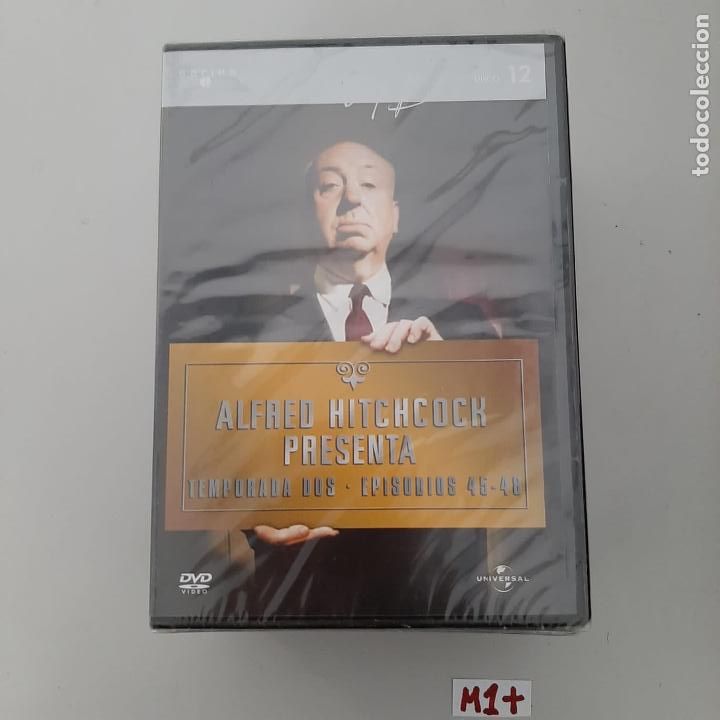 12
ALFRED HITCHCOCK
PRESENTA
TEMPORADA DOS · EPISODIOS 45-48
DVD
VIDEO
UNIVERSAL
M1+
todocoleccion